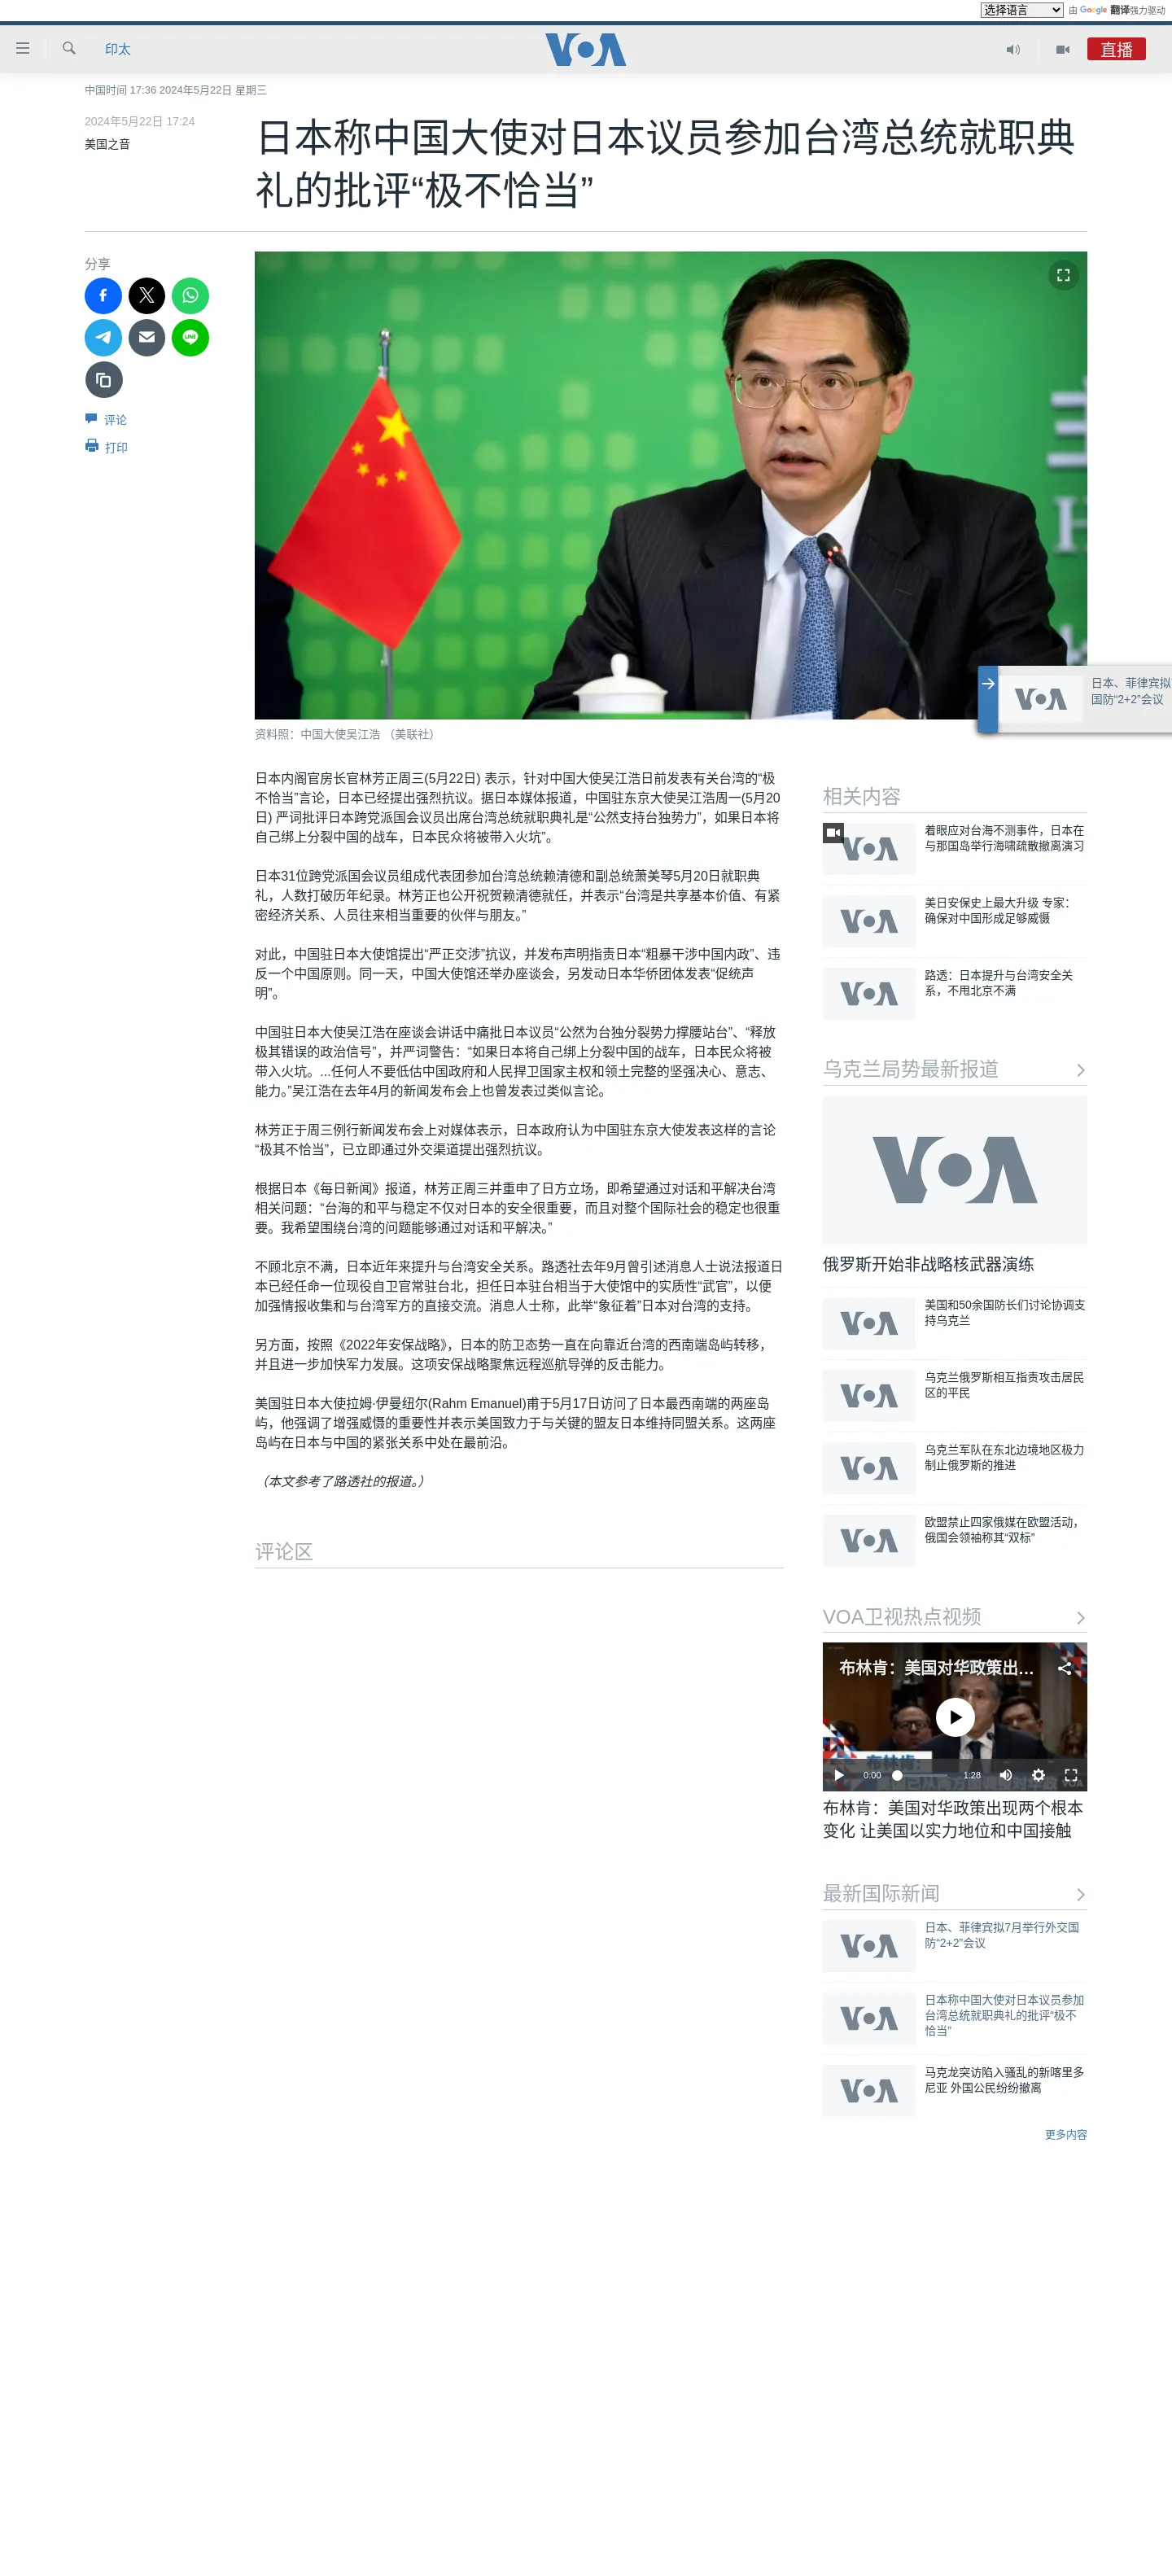 选择语言
由 Google 翻译强力驱动
印太
VOA
直播
中国时间 17:36 2024年5月22日 星期三
2024年5月22日 17:24
美国之音
日本称中国大使对日本议员参加台湾总统就职典
礼的批评“极不恰当”
分享
评论
打印
日本、菲律宾拟
国防“2+2”会议
VOA
资料照：中国大使吴江浩 （美联社）
日本内阁官房长官林芳正周三(5月22日) 表示，针对中国大使吴江浩日前发表有关台湾的“极
不恰当”言论，日本已经提出强烈抗议。据日本媒体报道，中国驻东京大使吴江浩周一(5月20
日) 严词批评日本跨党派国会议员出席台湾总统就职典礼是“公然支持台独势力”，如果日本将
自己绑上分裂中国的战车，日本民众将被带入火坑”。
日本31位跨党派国会议员组成代表团参加台湾总统赖清德和副总统萧美琴5月20日就职典
礼，人数打破历年纪录。林芳正也公开祝贺赖清德就任，并表示“台湾是共享基本价值、有紧
密经济关系、人员往来相当重要的伙伴与朋友。”
对此，中国驻日本大使馆提出“严正交涉”抗议，并发布声明指责日本“粗暴干涉中国内政”、违
反一个中国原则。同一天，中国大使馆还举办座谈会，另发动日本华侨团体发表“促统声
明”。
中国驻日本大使吴江浩在座谈会讲话中痛批日本议员“公然为台独分裂势力撑腰站台”、“释放
极其错误的政治信号”，并严词警告：“如果日本将自己绑上分裂中国的战车，日本民众将被
带入火坑。...任何人不要低估中国政府和人民捍卫国家主权和领土完整的坚强决心、意志、
能力。”吴江浩在去年4月的新闻发布会上也曾发表过类似言论。
林芳正于周三例行新闻发布会上对媒体表示，日本政府认为中国驻东京大使发表这样的言论
“极其不恰当”，已立即通过外交渠道提出强烈抗议。
根据日本《每日新闻》报道，林芳正周三并重申了日方立场，即希望通过对话和平解决台湾
相关问题：“台海的和平与稳定不仅对日本的安全很重要，而且对整个国际社会的稳定也很重
要。我希望围绕台湾的问题能够通过对话和平解决。”
不顾北京不满，日本近年来提升与台湾安全关系。路透社去年9月曾引述消息人士说法报道日
本已经任命一位现役自卫官常驻台北，担任日本驻台相当于大使馆中的实质性“武官”，以便
加强情报收集和与台湾军方的直接交流。消息人士称，此举“象征着”日本对台湾的支持。
另方面，按照《2022年安保战略》，日本的防卫态势一直在向靠近台湾的西南端岛屿转移，
并且进一步加快军力发展。这项安保战略聚焦远程巡航导弹的反击能力。
美国驻日本大使拉姆·伊曼纽尔(Rahm Emanuel)甫于5月17日访问了日本最西南端的两座岛
屿，他强调了增强威慑的重要性并表示美国致力于与关键的盟友日本维持同盟关系。这两座
岛屿在日本与中国的紧张关系中处在最前沿。
（本文参考了路透社的报道。）
评论区
相关内容
VOA
着眼应对台海不测事件，日本在
与那国岛举行海啸疏散撤离演习
VOA
美日安保史上最大升级 专家：
确保对中国形成足够威慑
VOA
路透：日本提升与台湾安全关
系，不甩北京不满
乌克兰局势最新报道
VOA
俄罗斯开始非战略核武器演练
VOA
美国和50余国防长们讨论协调支
持乌克兰
VOA
乌克兰俄罗斯相互指责攻击居民
区的平民
VOA
乌克兰军队在东北边境地区极力
制止俄罗斯的推进
VOA
欧盟禁止四家俄媒在欧盟活动，
俄国会领袖称其“双标”
VOA卫视热点视频
布林肯：美国对华政策出...
0:00
1:28
布林肯：美国对华政策出现两个根本
变化 让美国以实力地位和中国接触
最新国际新闻
VOA
日本、菲律宾拟7月举行外交国
防“2+2”会议
VOA
日本称中国大使对日本议员参加
台湾总统就职典礼的批评“极不
恰当”
VOA
马克龙突访陷入骚乱的新喀里多
尼亚 外国公民纷纷撤离
更多内容